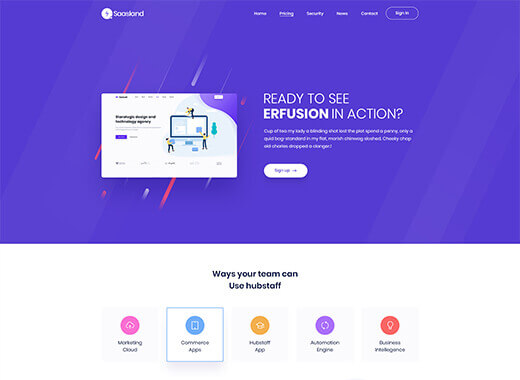 Saasland
Home Pricing Security News Contact Sign In
READY TO SEE
ERFUSION IN ACTION?
Cup of tea my lady a blinding shot lost the plot spend a penny, only a
quid bog-standard in my flat, morish chinwag sloshed. Cheeky chap
old charles dropped a clanger.!
Strategic design and
technology agency
Sign up →
Ways your team can
Use hubstaff
Marketing
Cloud
Commerce
Apps
Hubstaff
App
Automation
Engine
Business
Intellegence